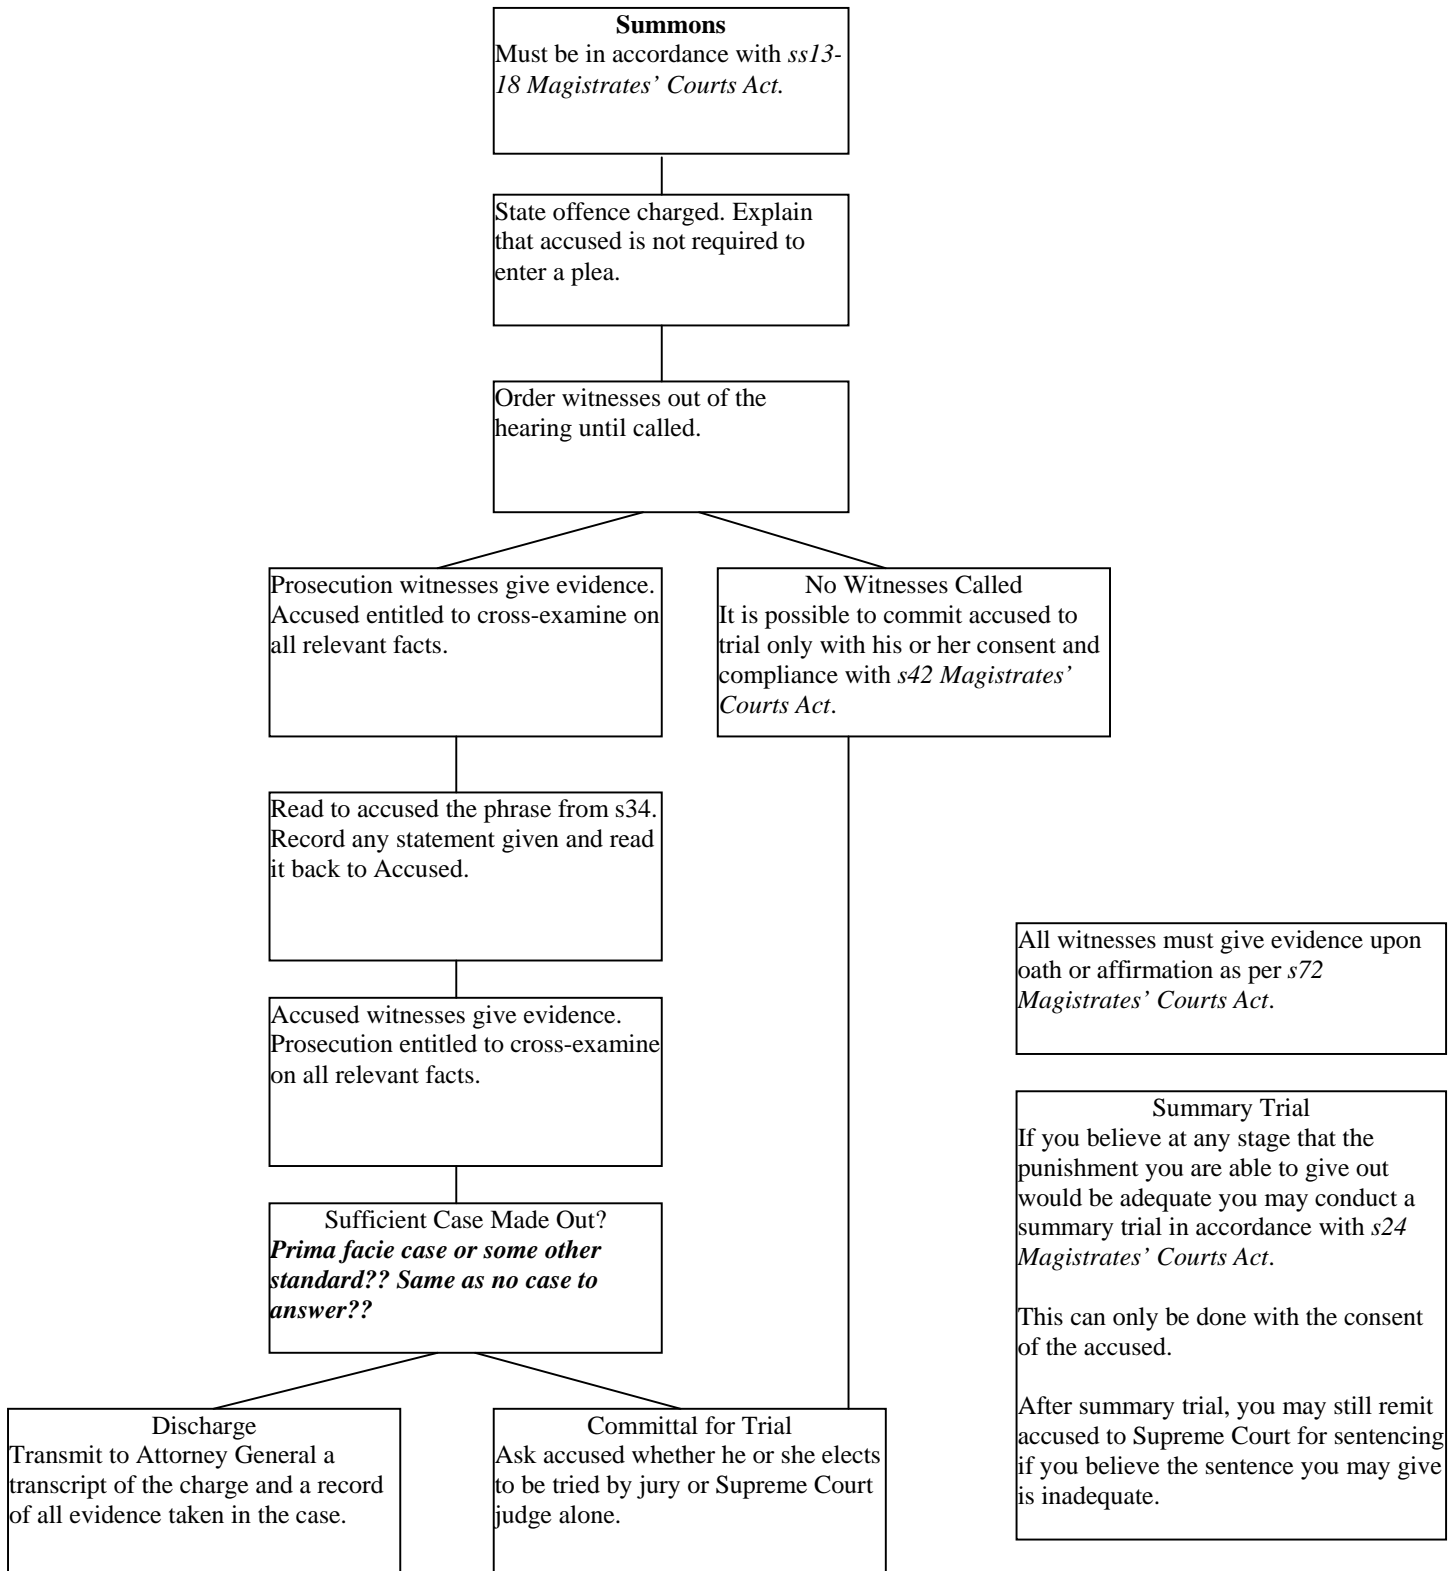 Summons
Must be in accordance with ss13-
18 Magistrates’ Courts Act.
State offence charged. Explain
that accused is not required to
enter a plea.
Order witnesses out of the
hearing until called.
Prosecution witnesses give evidence.
Accused entitled to cross-examine on
all relevant facts.
No Witnesses Called
It is possible to commit accused to
trial only with his or her consent and
compliance with s42 Magistrates’
Courts Act.
Read to accused the phrase from s34.
Record any statement given and read
it back to Accused.
Accused witnesses give evidence.
Prosecution entitled to cross-examine
on all relevant facts.
Sufficient Case Made Out?
Prima facie case or some other
standard?? Same as no case to
answer??
Discharge
Transmit to Attorney General a
transcript of the charge and a record
of all evidence taken in the case.
Committal for Trial
Ask accused whether he or she elects
to be tried by jury or Supreme Court
judge alone.
All witnesses must give evidence upon
oath or affirmation as per s72
Magistrates’ Courts Act.
Summary Trial
If you believe at any stage that the
punishment you are able to give out
would be adequate you may conduct a
summary trial in accordance with s24
Magistrates’ Courts Act.
This can only be done with the consent
of the accused.
After summary trial, you may still remit
accused to Supreme Court for sentencing
if you believe the sentence you may give
is inadequate.